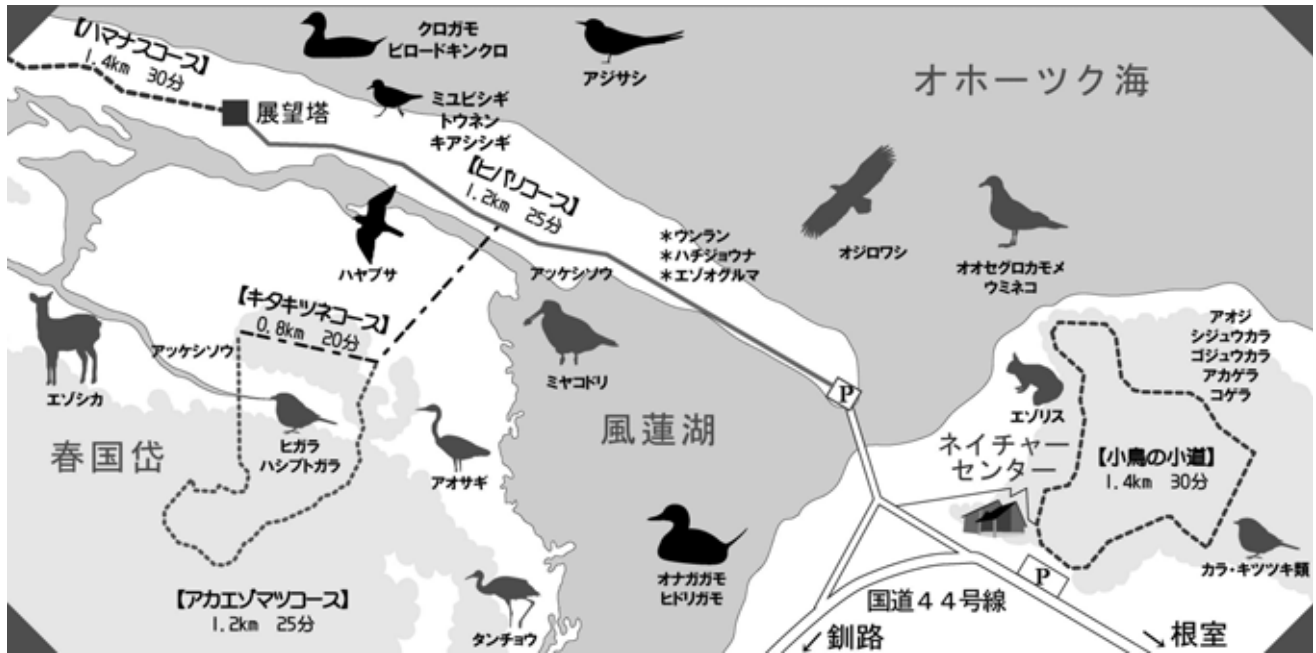 【ハマナスコース】
1.4km 30分
展望塔
クロガモ
ビロードキンクロ
アジサシ
ミユビシギ
トウネン
キアシシギ
オホーツク海
【ヒバリコース】
1.2km 25分
＊ウンラン
＊ハチジョウナ
＊エゾオグルマ
オジロワシ
オオセグロカモメ
ウミネコ
ハヤブサ
アッケシソウ
【キタキツネコース】
0.8km 20分
アッケシソウ
エゾシカ
ミヤコドリ
P
エゾリス
アオジ
シジュウカラ
ゴジュウカラ
アカゲラ
コゲラ
春国岱
ヒガラ
ハシブトガラ
アオサギ
風蓮湖
ネイチャー
センター
【小鳥の小道】
1.4km 30分
カラ・キツツキ類
オナガガモ
ヒドリガモ
P
【アカエゾマツコース】
1.2km 25分
タンチョウ
国道４４号線
↙釧路
↘根室